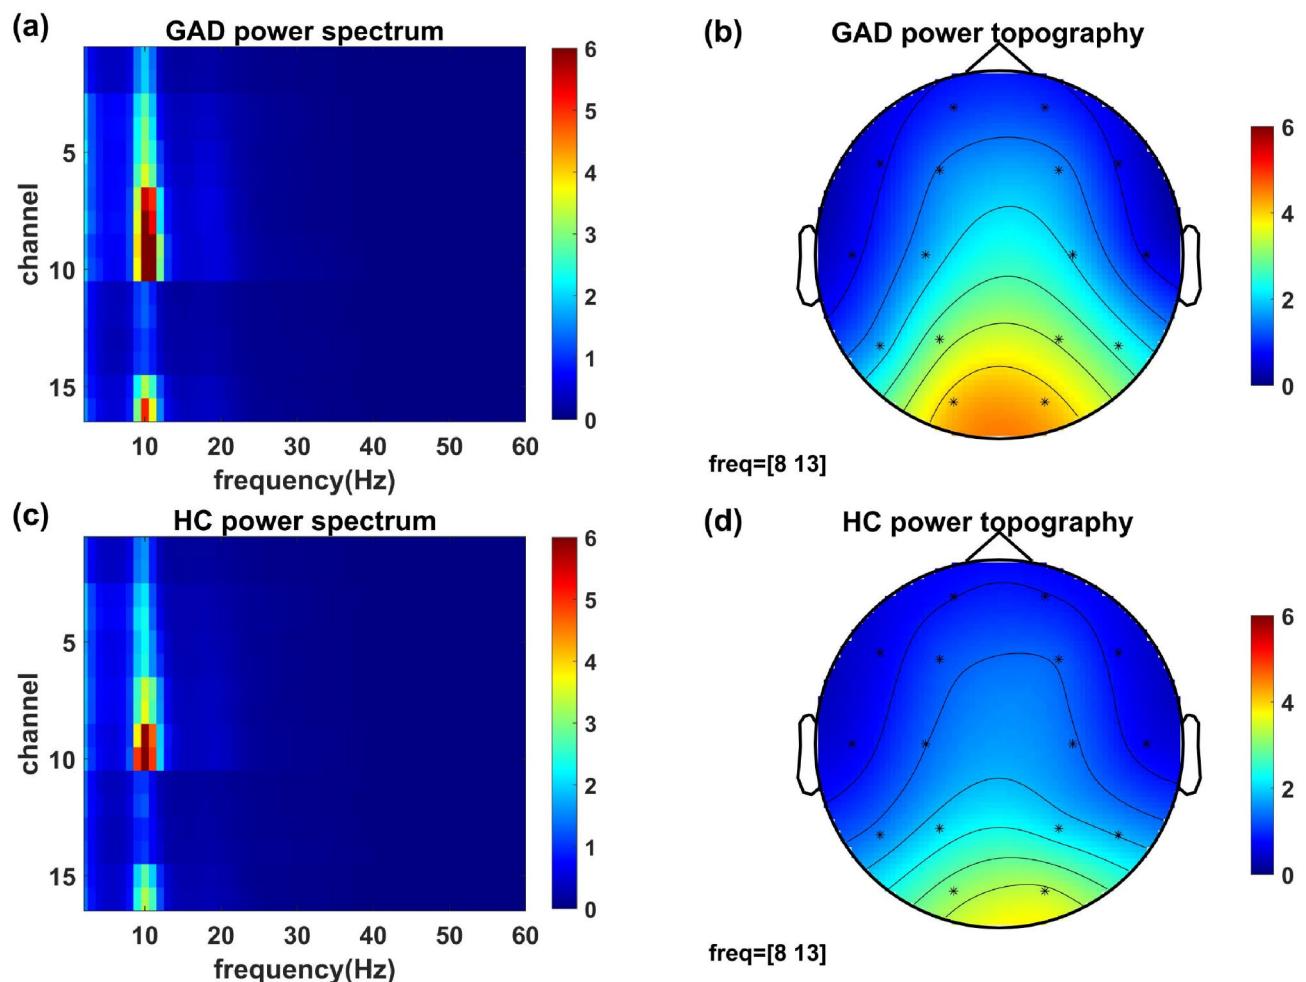 (a)
GAD power spectrum
channel
5
10
15
10 20 30 40 50 60
frequency(Hz)
6
5
4
3
2
1
0
(b)
GAD power topography
6
4
2
0
freq=[8 13]
(c)
HC power spectrum
channel
5
10
15
10 20 30 40 50 60
frequency(Hz)
6
5
4
3
2
1
0
(d)
HC power topography
6
4
2
0
freq=[8 13]